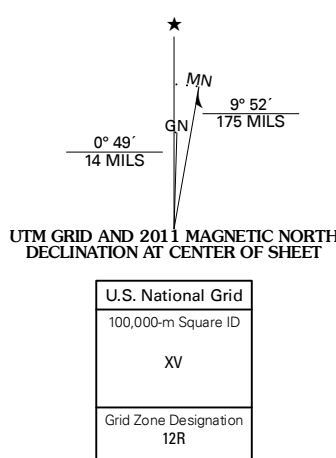 ★
MN
9° 52´
175 MILS
GN
0° 49´
14 MILS
UTM GRID AND 2011 MAGNETIC NORTH
DECLINATION AT CENTER OF SHEET
U.S. National Grid
100,000-m Square ID
XV
Grid Zone Designation
12R